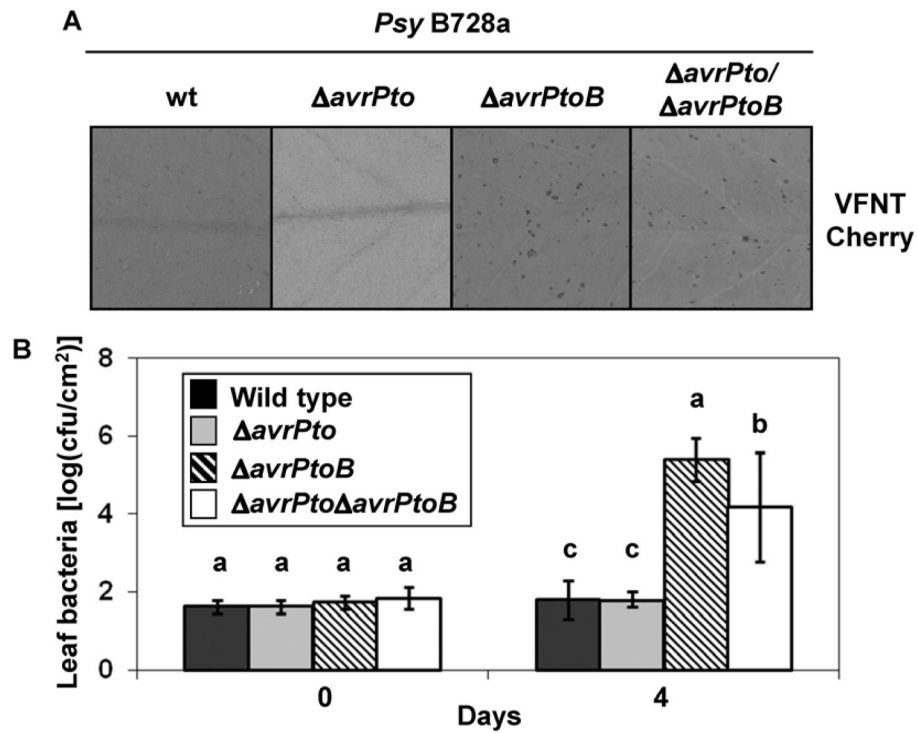 A
Psy B728a
wt
ΔavrPto
ΔavrPtoB
ΔavrPto/
ΔavrPtoB
VFNT
Cherry
B
Leaf bacteria [log(cfu/cm²)]
8
6
4
2
0
Wild type
ΔavrPto
ΔavrPtoB
ΔavrPtoΔavrPtoB
a
a
a
a
c
c
a
b
0
4
Days